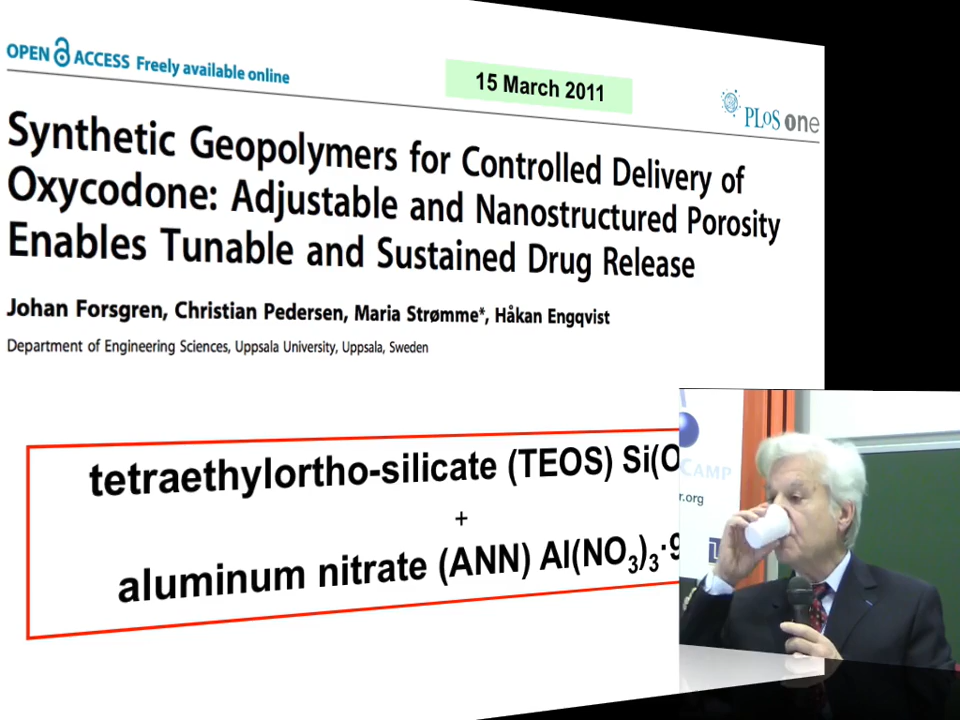 OPEN ACCESS Freely available online
15 March 2011
PLoS one
Synthetic Geopolymers for Controlled Delivery of
Oxycodone: Adjustable and Nanostructured Porosity
Enables Tunable and Sustained Drug Release
Johan Forsgren, Christian Pedersen, Maria Strømme*, Håkan Engqvist
Department of Engineering Sciences, Uppsala University, Uppsala, Sweden
tetraethylortho-silicate (TEOS) Si(O
+
aluminum nitrate (ANN) Al(NO₃)₃·9
CAMP
r.org